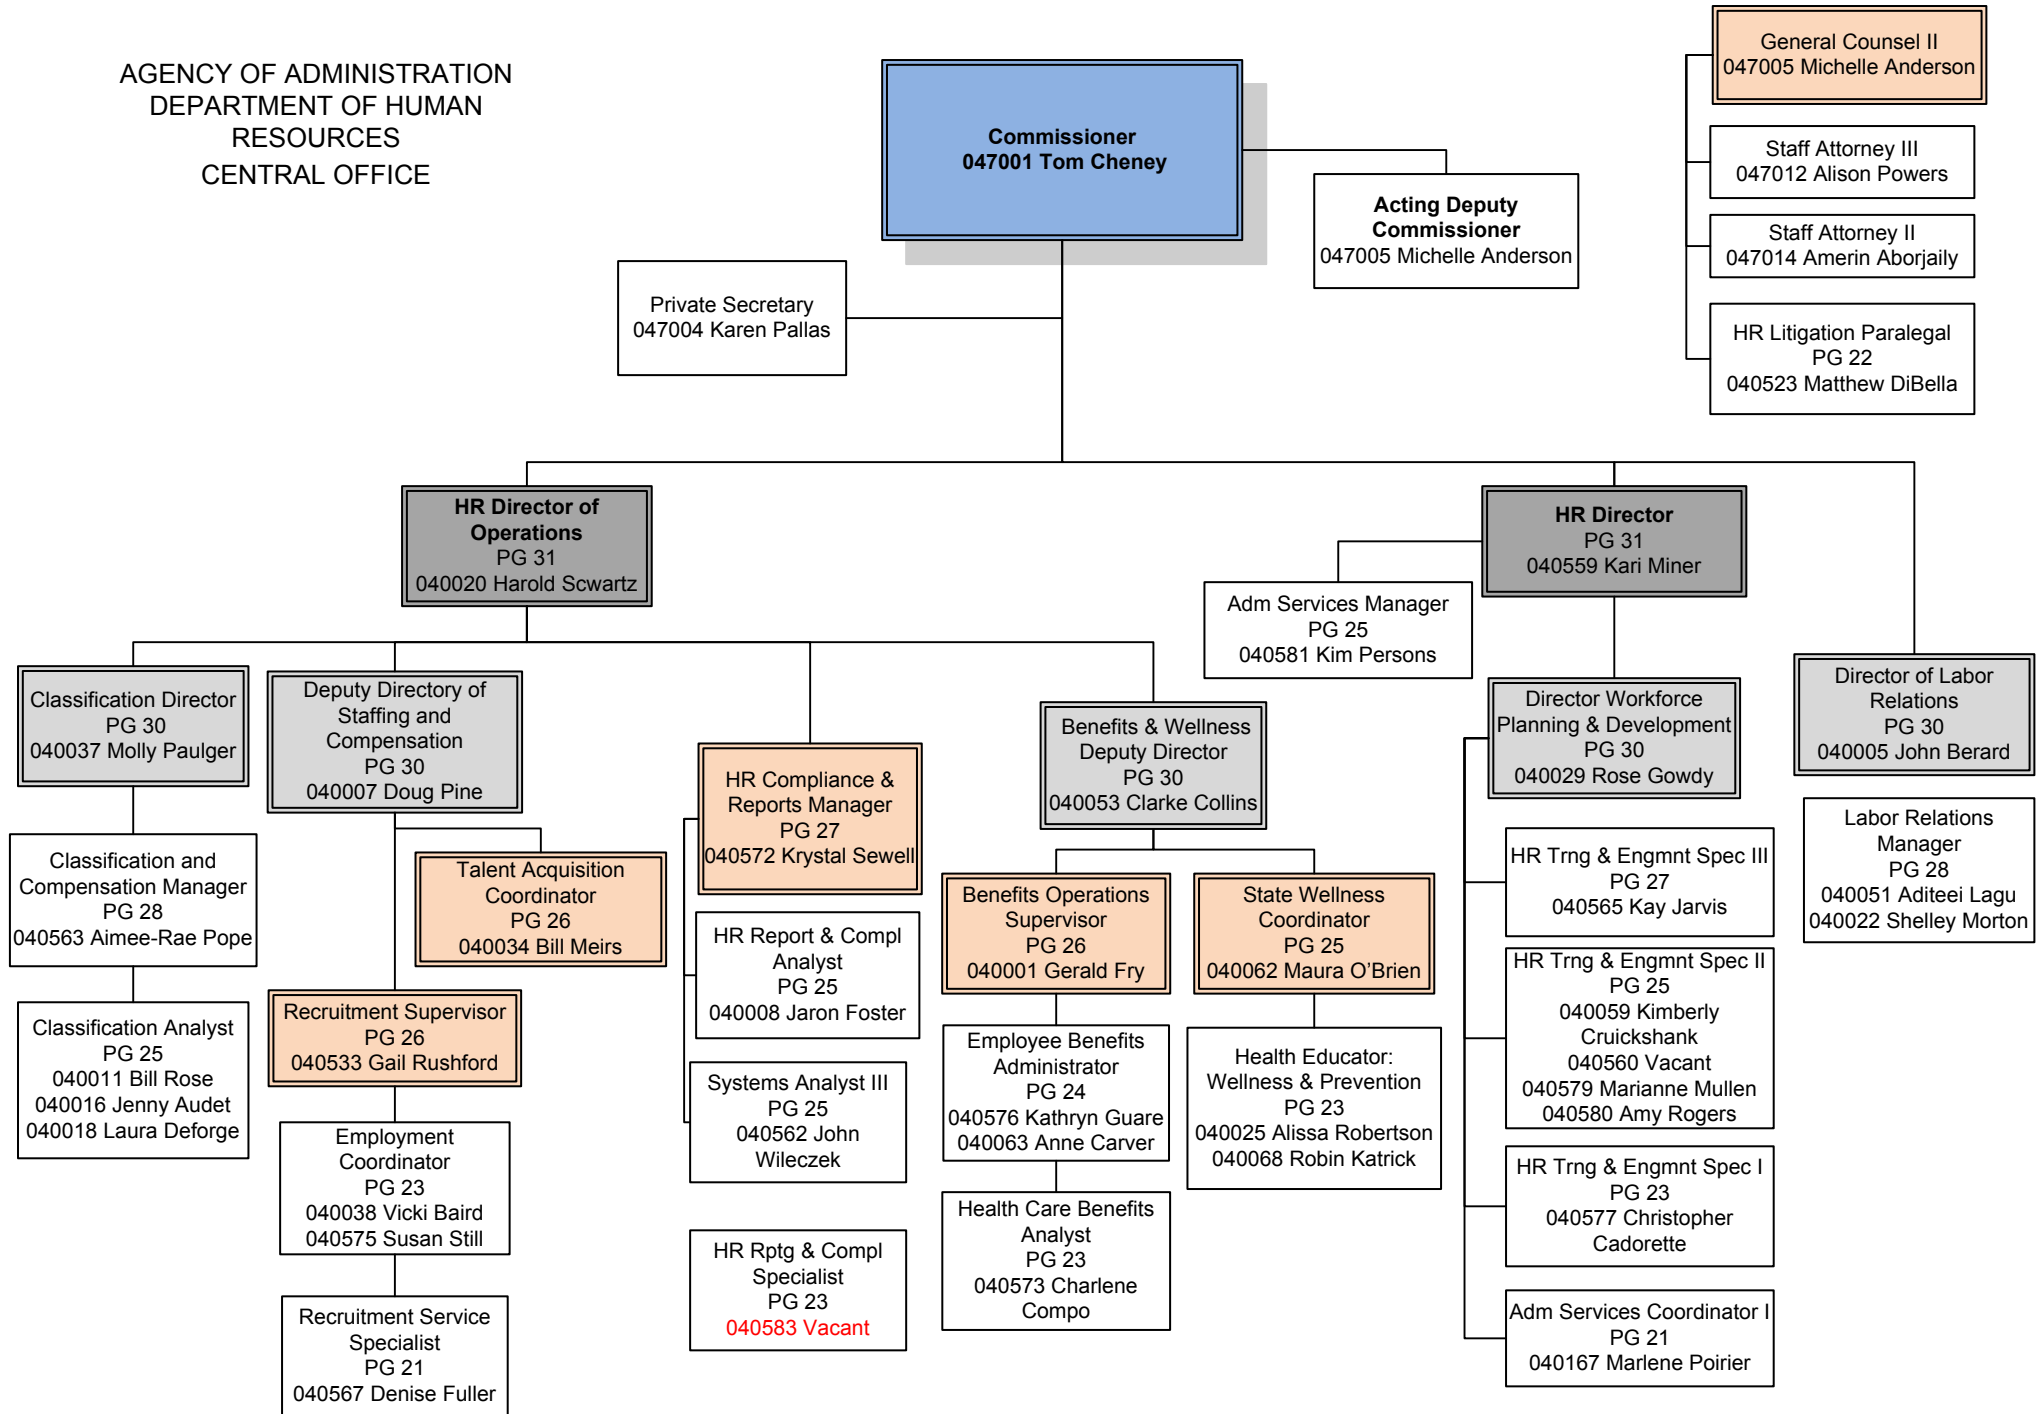 AGENCY OF ADMINISTRATION
DEPARTMENT OF HUMAN
RESOURCES
CENTRAL OFFICE
Commissioner
047001 Tom Cheney
General Counsel II
047005 Michelle Anderson
Staff Attorney III
047012 Alison Powers
Staff Attorney II
047014 Amerin Aborjaily
HR Litigation Paralegal
PG 22
040523 Matthew DiBella
Acting Deputy
Commissioner
047005 Michelle Anderson
Private Secretary
047004 Karen Pallas
HR Director of
Operations
PG 31
040020 Harold Scwartz
HR Director
PG 31
040559 Kari Miner
Adm Services Manager
PG 25
040581 Kim Persons
Classification Director
PG 30
040037 Molly Paulger
Deputy Directory of
Staffing and
Compensation
PG 30
040007 Doug Pine
HR Compliance &
Reports Manager
PG 27
040572 Krystal Sewell
Benefits & Wellness
Deputy Director
PG 30
040053 Clarke Collins
Director Workforce
Planning & Development
PG 30
040029 Rose Gowdy
Director of Labor
Relations
PG 30
040005 John Berard
Classification and
Compensation Manager
PG 28
040563 Aimee-Rae Pope
Classification Analyst
PG 25
040011 Bill Rose
040016 Jenny Audet
040018 Laura Deforge
Talent Acquisition
Coordinator
PG 26
040034 Bill Meirs
Recruitment Supervisor
PG 26
040533 Gail Rushford
Employment
Coordinator
PG 23
040038 Vicki Baird
040575 Susan Still
Recruitment Service
Specialist
PG 21
040567 Denise Fuller
HR Report & Compl
Analyst
PG 25
040008 Jaron Foster
Systems Analyst III
PG 25
040562 John
Wileczek
HR Rptg & Compl
Specialist
PG 23
040583 Vacant
Benefits Operations
Supervisor
PG 26
040001 Gerald Fry
Employee Benefits
Administrator
PG 24
040576 Kathryn Guare
040063 Anne Carver
Health Care Benefits
Analyst
PG 23
040573 Charlene
Compo
State Wellness
Coordinator
PG 25
040062 Maura O’Brien
Health Educator:
Wellness & Prevention
PG 23
040025 Alissa Robertson
040068 Robin Katrick
HR Trng & Engmnt Spec III
PG 27
040565 Kay Jarvis
HR Trng & Engmnt Spec II
PG 25
040059 Kimberly
Cruickshank
040560 Vacant
040579 Marianne Mullen
040580 Amy Rogers
HR Trng & Engmnt Spec I
PG 23
040577 Christopher
Cadorette
Adm Services Coordinator I
PG 21
040167 Marlene Poirier
Labor Relations
Manager
PG 28
040051 Aditeei Lagu
040022 Shelley Morton